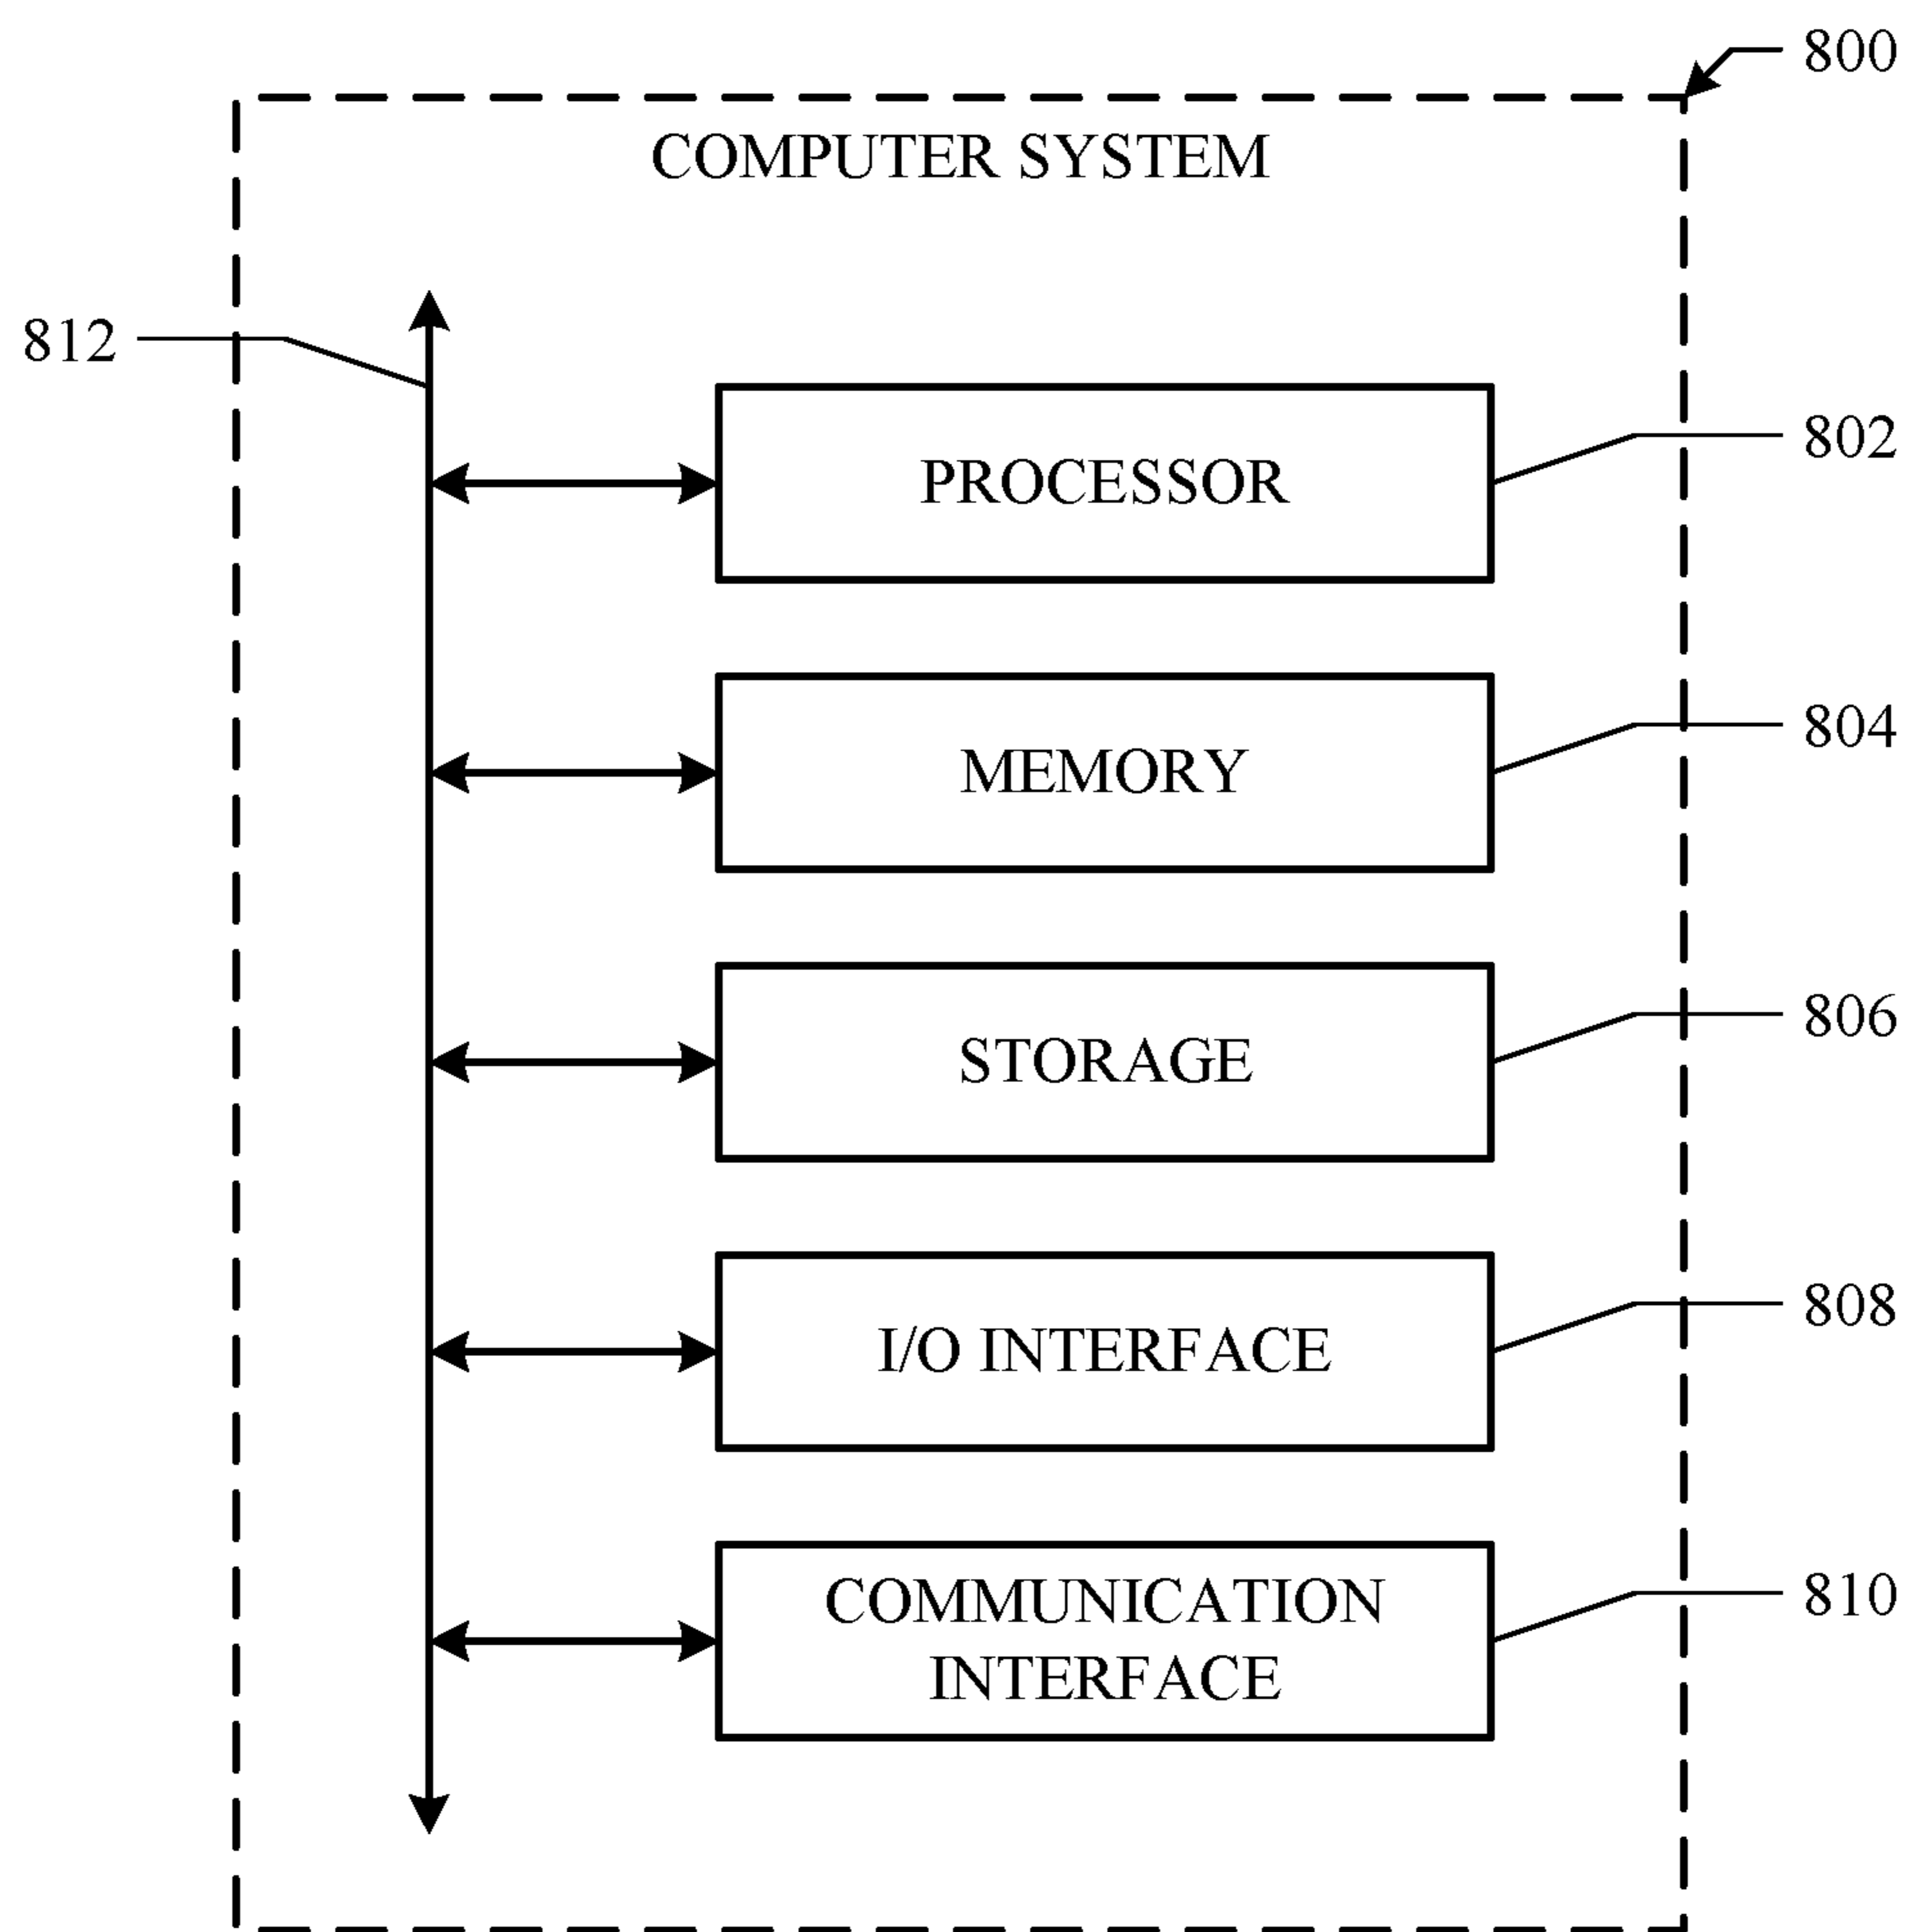 800
COMPUTER SYSTEM
812
PROCESSOR
802
MEMORY
804
STORAGE
806
I/O INTERFACE
808
COMMUNICATION
INTERFACE
810